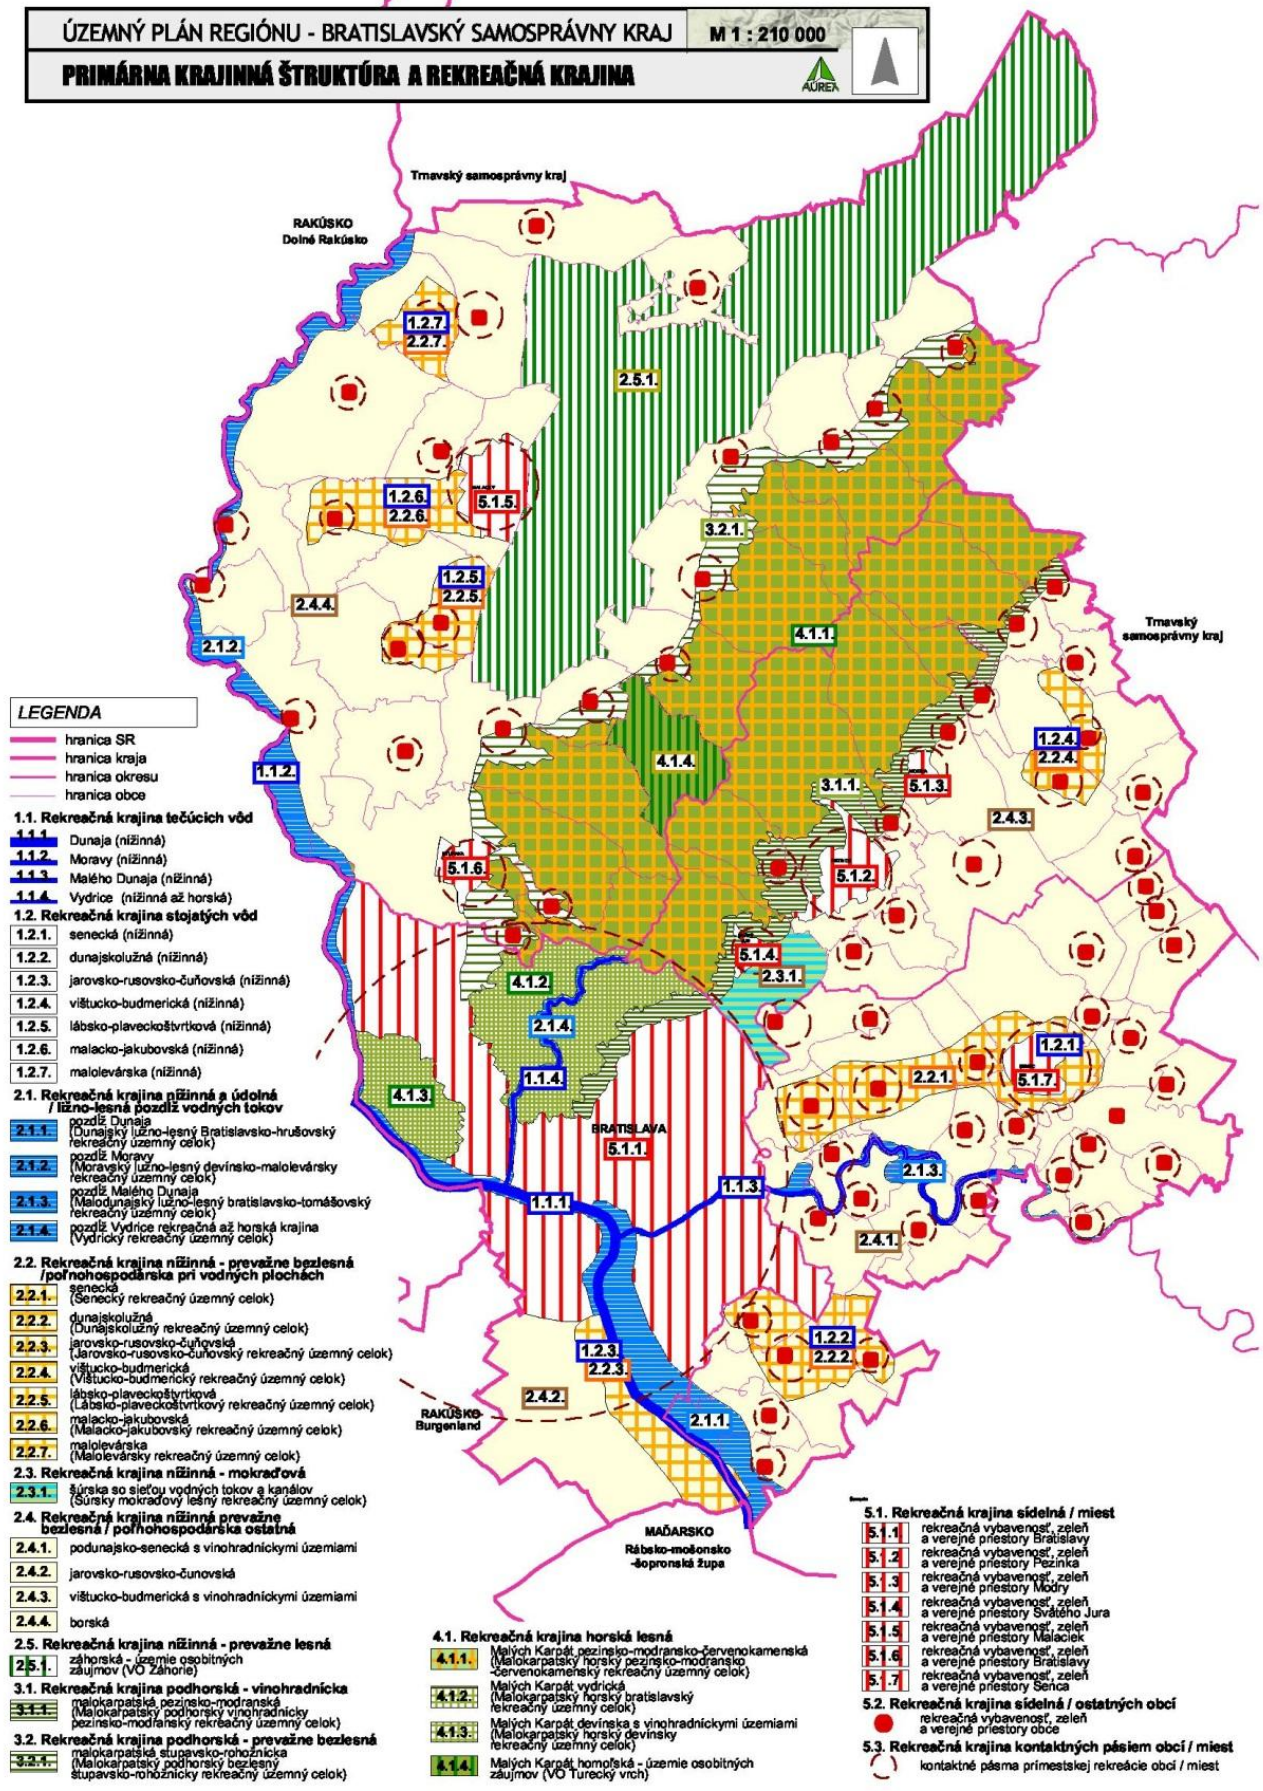 ÚZEMNÝ PLÁN REGIÓNU - BRATISLAVSKÝ SAMOSPRÁVNY KRAJ
M 1 : 210 000
PRIMÁRNA KRAJINNÁ ŠTRUKTÚRA A REKREAČNÁ KRAJINA
AUREX
Trnavský samosprávny kraj
RAKÚSKO
Dolné Rakúsko
1.2.7.
2.2.7.
2.5.1.
1.2.6.
2.2.6.
5.1.5.
3.2.1.
1.2.5.
2.2.5.
2.4.4.
2.1.2.
4.1.1.
Trnavský
samosprávny kraj
1.2.4.
2.2.4.
4.1.4.
1.1.2.
3.1.1.
5.1.3.
2.4.3.
5.1.6.
5.1.2.
5.1.4.
2.3.1.
4.1.2.
2.1.4.
1.2.1.
2.2.1.
5.1.7.
1.1.4.
4.1.3.
BRATISLAVA
5.1.1.
2.1.3.
1.1.3.
1.1.1.
2.4.1.
1.2.2.
2.2.2.
1.2.3.
2.2.3.
2.4.2.
2.1.1.
RAKÚSKO
Burgenland
MAĎARSKO
Rábsko-mošonsko
-šopronská župa
LEGENDA
hranica SR
hranica kraja
hranica okresu
hranica obce
1.1. Rekreačná krajina tečúcich vôd
1.1.1. Dunaja (nížinná)
1.1.2. Moravy (nížinná)
1.1.3. Malého Dunaja (nížinná)
1.1.4. Vydrice (nížinná až horská)
1.2. Rekreačná krajina stojatých vôd
1.2.1. senecká (nížinná)
1.2.2. dunajskolužná (nížinná)
1.2.3. jarovsko-rusovsko-čuňovská (nížinná)
1.2.4. vištucko-budmerická (nížinná)
1.2.5. lábsko-plaveckoštvrtková (nížinná)
1.2.6. malacko-jakubovská (nížinná)
1.2.7. malolevárska (nížinná)
2.1. Rekreačná krajina nížinná a údolná
/ lužno-lesná pozdĺž vodných tokov
2.1.1. pozdĺž Dunaja
(Dunajský lužno-lesný Bratislavsko-hrušovský
rekreačný územný celok)
2.1.2. pozdĺž Moravy
(Moravský lužno-lesný devínsko-malolevársky
rekreačný územný celok)
2.1.3. pozdĺž Malého Dunaja
(Malodunajský lužno-lesný bratislavsko-tomášovský
rekreačný územný celok)
2.1.4. pozdĺž Vydrice rekreačná až horská krajina
(Vydrický rekreačný územný celok)
2.2. Rekreačná krajina nížinná - prevažne bezlesná
/poľnohospodárska pri vodných plochách
2.2.1. senecká
(Senecký rekreačný územný celok)
2.2.2. dunajskolužná
(Dunajskolužný rekreačný územný celok)
2.2.3. jarovsko-rusovsko-čuňovská
(Jarovsko-rusovsko-čuňovský rekreačný územný celok)
2.2.4. vištucko-budmerická
(Vištucko-budmerický rekreačný územný celok)
2.2.5. lábsko-plaveckoštvrtková
(Lábsko-plaveckoštvrtkový rekreačný územný celok)
2.2.6. malacko-jakubovská
(Malacko-jakubovský rekreačný územný celok)
2.2.7. malolevárska
(Malolevársky rekreačný územný celok)
2.3. Rekreačná krajina nížinná - mokraďová
2.3.1. šúrska so sieťou vodných tokov a kanálov
(Šúrsky mokraďový lesný rekreačný územný celok)
2.4. Rekreačná krajina nížinná prevažne
bezlesná / poľnohospodárska ostatná
2.4.1. podunajsko-senecká s vinohradníckymi územiami
2.4.2. jarovsko-rusovsko-čunovská
2.4.3. vištucko-budmerická s vinohradníckymi územiami
2.4.4. borská
2.5. Rekreačná krajina nížinná - prevažne lesná
2.5.1. záhorská - územie osobitných
záujmov (VO Záhorie)
3.1. Rekreačná krajina podhorská - vinohradnícka
3.1.1. malokarpatská pezinsko-modranská
(Malokarpatský podhorský vinohradnícky
pezinsko-modranský rekreačný územný celok)
3.2. Rekreačná krajina podhorská - prevažne bezlesná
3.2.1. malokarpatská stupavsko-rohožnícka
(Malokarpatský podhorský bezlesný
stupavsko-rohožnícky rekreačný územný celok)
4.1. Rekreačná krajina horská lesná
4.1.1. Malých Karpát pezinsko-modransko-červenokamenská
(Malokarpatský horský pezinsko-modransko
-červenokamenský rekreačný územný celok)
4.1.2. Malých Karpát vydrická
(Malokarpatský horský bratislavský
rekreačný územný celok)
4.1.3. Malých Karpát devínska s vinohradníckymi územiami
(Malokarpatský horský devínsky
rekreačný územný celok)
4.1.4. Malých Karpát homoľská - územie osobitných
záujmov (VO Turecký vrch)
5.1. Rekreačná krajina sídelná / miest
5.1.1. rekreačná vybavenosť, zeleň
a verejné priestory Bratislavy
5.1.2. rekreačná vybavenosť, zeleň
a verejné priestory Pezinka
5.1.3. rekreačná vybavenosť, zeleň
a verejné priestory Modry
5.1.4. rekreačná vybavenosť, zeleň
a verejné priestory Svätého Jura
5.1.5. rekreačná vybavenosť, zeleň
a verejné priestory Malaciek
5.1.6. rekreačná vybavenosť, zeleň
a verejné priestory Bratislavy
5.1.7. rekreačná vybavenosť, zeleň
a verejné priestory Senca
5.2. Rekreačná krajina sídelná / ostatných obcí
rekreačná vybavenosť, zeleň
a verejné priestory obce
5.3. Rekreačná krajina kontaktných pásiem obcí / miest
kontaktné pásma prímestskej rekreácie obcí / miest